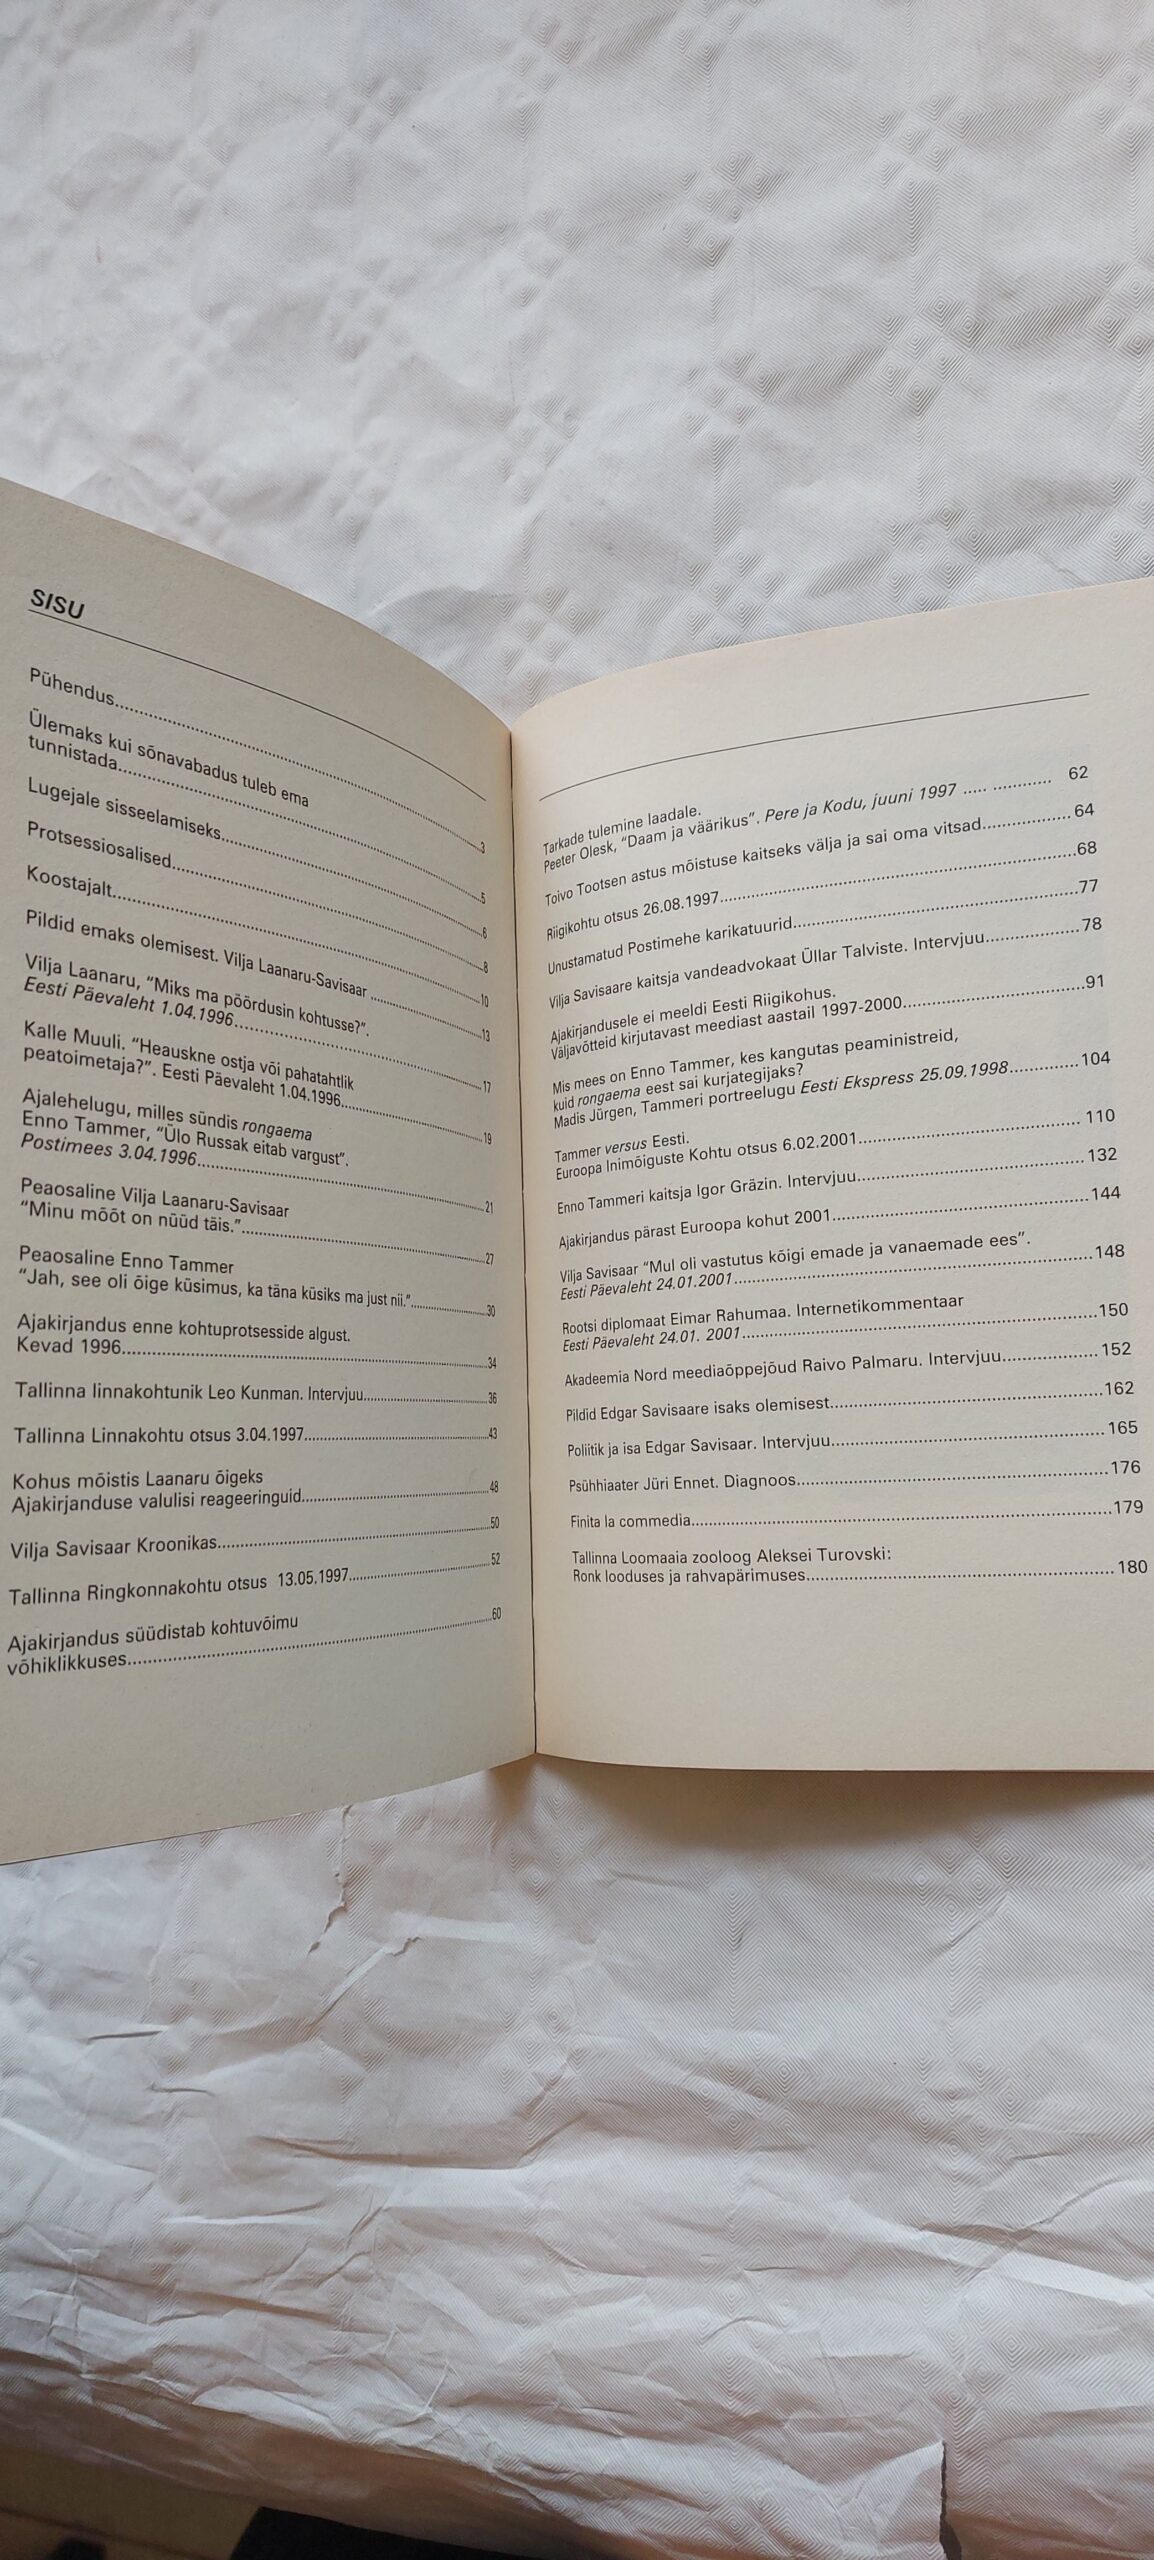 SISU
Pühendus....................3
Ülemaks kui sõnavabadus tuleb ema
tunnistada....................5
Lugejale sisseelamiseks....................6
Protsessiosalised....................8
Koostajalt....................10
Pildid emaks olemisest. Vilja Laanaru-Savisaar ....................13
Vilja Laanaru, “Miks ma pöördusin kohtusse?”.
Eesti Päevaleht 1.04.1996....................17
Kalle Muuli. “Heauskne ostja või pahatahtlik
peatoimetaja?”. Eesti Päevaleht 1.04.1996....................19
Ajalehelugu, milles sündis rongaema
Enno Tammer, “Ülo Russak eitab vargust”.
Postimees 3.04.1996....................21
Peaosaline Vilja Laanaru-Savisaar
“Minu mõõt on nüüd täis.”....................27
Peaosaline Enno Tammer
“Jah, see oli õige küsimus, ka täna küsiks ma just nii.”....................30
Ajakirjandus enne kohtuprotsesside algust.
Kevad 1996....................34
Tallinna linnakohtunik Leo Kunman. Intervjuu....................36
Tallinna Linnakohtu otsus 3.04.1997....................43
Kohus mõistis Laanaru õigeks
Ajakirjanduse valulisi reageeringuid....................48
Vilja Savisaar Kroonikas....................50
Tallinna Ringkonnakohtu otsus 13.05.1997....................52
Ajakirjandus süüdistab kohtuvõimu
võhiklikkuses....................60
Tarkade tulemine laadale.
Peeter Olesk, “Daam ja väärikus”. Pere ja Kodu, juuni 1997 ..... ........... 62
Toivo Tootsen astus mõistuse kaitseks välja ja sai oma vitsad....................64
Riigikohtu otsus 26.08.1997....................68
Unustamatud Postimehe karikatuurid....................77
Vilja Savisaare kaitsja vandeadvokaat Üllar Talviste. Intervjuu....................78
Ajakirjandusele ei meeldi Eesti Riigikohus.
Väljavõtteid kirjutavast meediast aastail 1997-2000....................91
Mis mees on Enno Tammer, kes kangutas peaministreid,
kuid rongaema eest sai kurjategijaks?
Madis Jürgen, Tammeri portreelugu Eesti Ekspress 25.09.1998....................104
Tammer versus Eesti.
Euroopa Inimõiguste Kohtu otsus 6.02.2001....................110
Enno Tammeri kaitsja Igor Gräzin. Intervjuu....................132
Ajakirjandus pärast Euroopa kohut 2001....................144
Vilja Savisaar “Mul oli vastutus kõigi emade ja vanaemade ees”.
Eesti Päevaleht 24.01.2001....................148
Rootsi diplomaat Eimar Rahumaa. Internetikommentaar
Eesti Päevaleht 24.01. 2001....................150
Akadeemia Nord meediaõppejõud Raivo Palmaru. Intervjuu....................152
Pildid Edgar Savisaare isaks olemisest....................162
Poliitik ja isa Edgar Savisaar. Intervjuu....................165
Psühhiaater Jüri Ennet. Diagnoos....................176
Finita la commedia....................179
Tallinna Loomaaia zooloog Aleksei Turovski:
Ronk looduses ja rahvapärimuses....................180